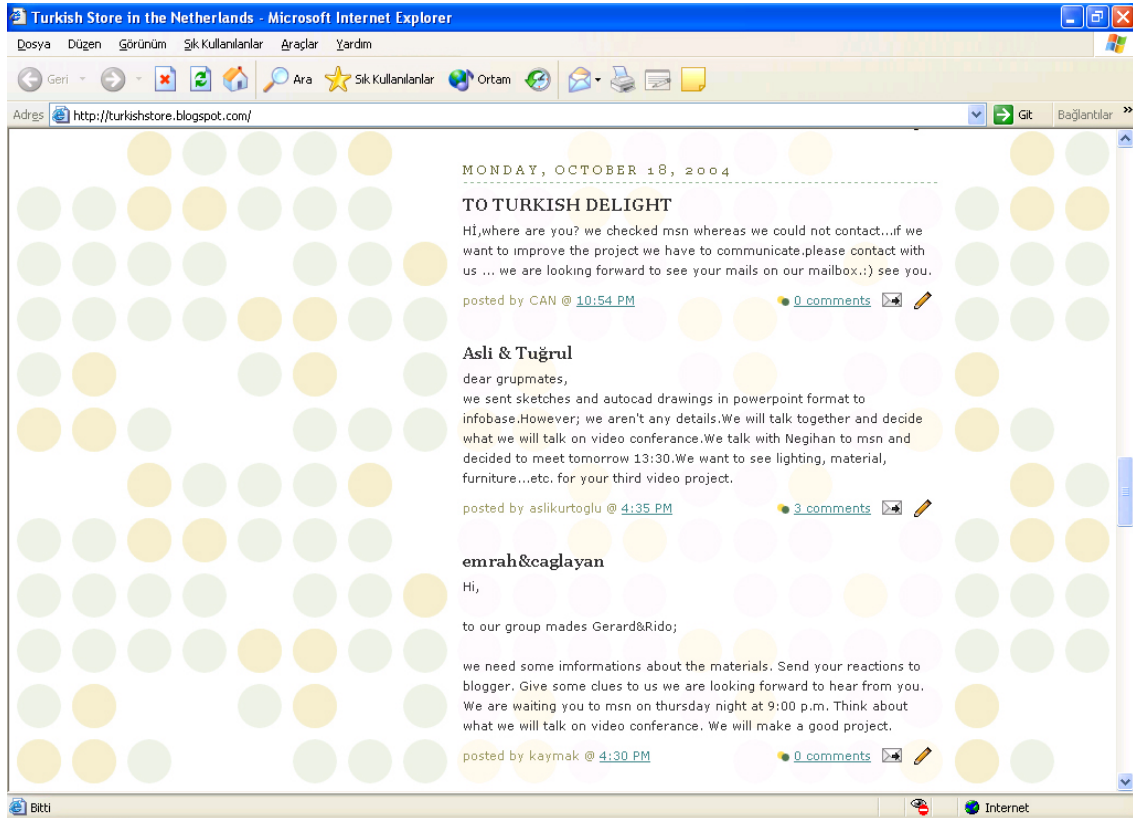 Turkish Store in the Netherlands - Microsoft Internet Explorer
Dosya Düzen Görünüm Sık Kullanılanlar Araçlar Yardım
Geri Ara Sık Kullanılanlar Ortam
Adres http://turkishstore.blogspot.com/ Git Bağlantılar »
MONDAY, OCTOBER 18, 2004
TO TURKISH DELIGHT
Hİ,where are you? we checked msn whereas we could not contact...ıf we
want to ımprove the project we have to communicate.please contact with
us ... we are lookıng forward to see your mails on our mailbox.:) see you.
posted by CAN @ 10:54 PM 0 comments
Asli & Tuğrul
dear grupmates,
we sent sketches and autocad drawings in powerpoint format to
infobase.However; we aren't any details.We will talk together and decide
what we will talk on video conferance.We talk with Negihan to msn and
decided to meet tomorrow 13:30.We want to see lighting, material,
furniture...etc. for your third video project.
posted by aslikurtoglu @ 4:35 PM 3 comments
emrah&caglayan
Hi,
to our group mades Gerard&Rido;
we need some imformations about the materials. Send your reactions to
blogger. Give some clues to us we are looking forward to hear from you.
We are waiting you to msn on thursday night at 9:00 p.m. Think about
what we will talk on video conferance. We will make a good project.
posted by kaymak @ 4:30 PM 0 comments
Bitti Internet